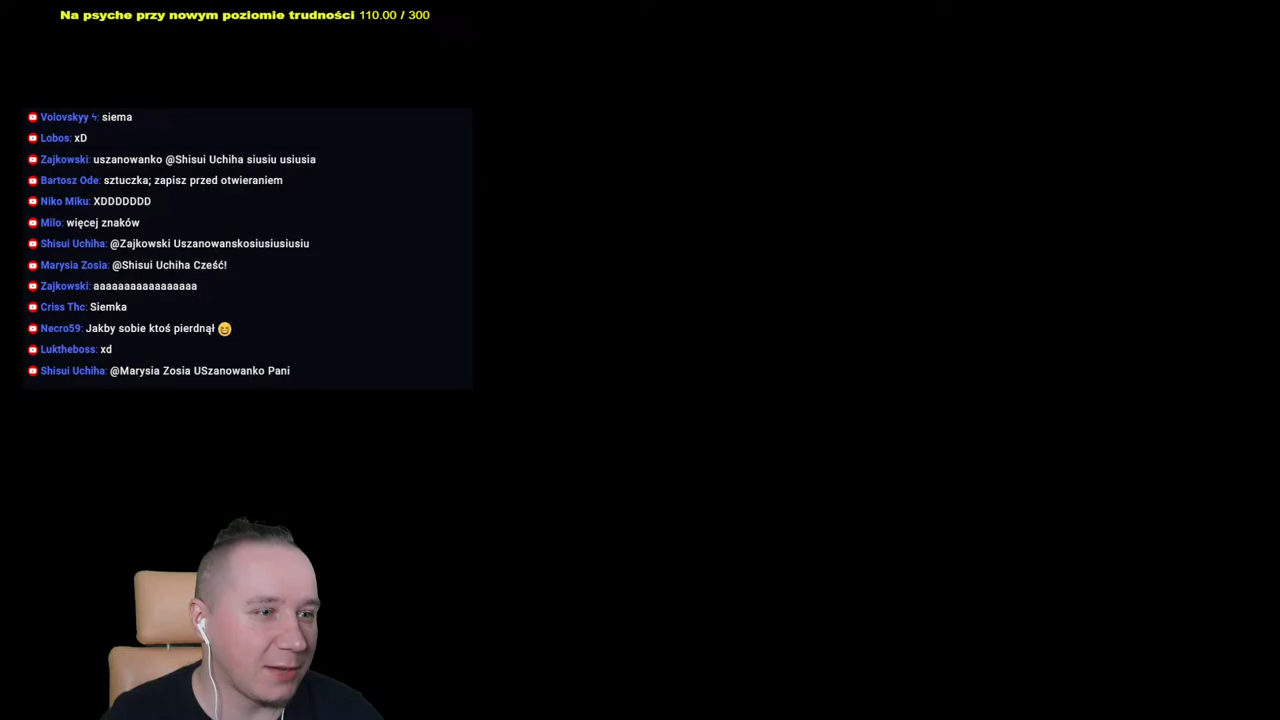 Na psyche przy nowym poziomie trudności 110.00 / 300
Volovskyy ϟ: siema
Lobos: xD
Zajkowski: uszanowanko @Shisui Uchiha siusiu usiusia
Bartosz Ode: sztuczka; zapisz przed otwieraniem
Niko Miku: XDDDDDDD
Milo: więcej znaków
Shisui Uchiha: @Zajkowski Uszanowanskosiusiusiusiu
Marysia Zosia: @Shisui Uchiha Cześć!
Zajkowski: aaaaaaaaaaaaaaaaa
Criss Thc: Siemka
Necro59: Jakby sobie ktoś pierdnął 😆
Luktheboss: xd
Shisui Uchiha: @Marysia Zosia USzanowanko Pani